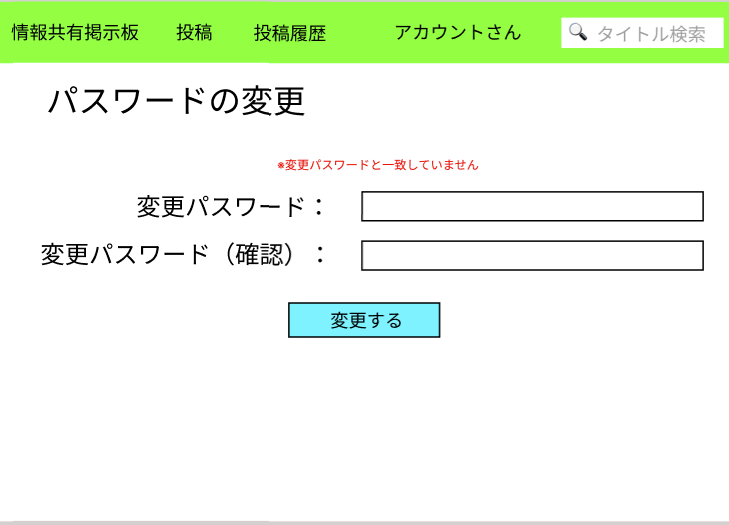 情報共有掲示板 投稿 投稿履歴 アカウントさん タイトル検索
パスワードの変更
※変更パスワードと一致していません
変更パスワード：
変更パスワード（確認）：
変更する